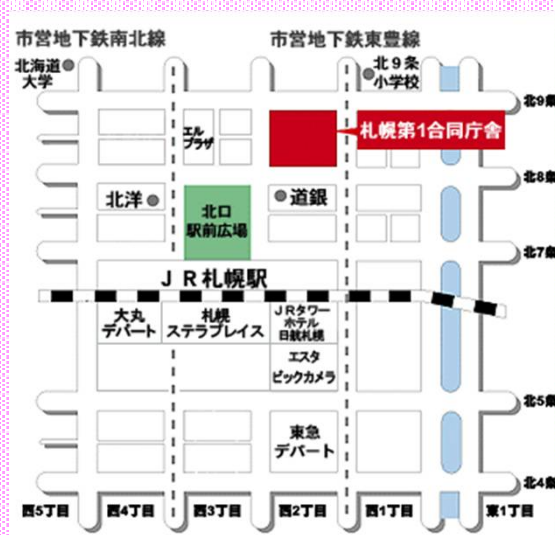 市営地下鉄南北線
市営地下鉄東豊線
北海道
大学
北9条
小学校
北9条
エル
プラザ
札幌第1合同庁舎
北8条
北洋
道銀
北口
駅前広場
北7条
JR札幌駅
大丸
デパート
札幌
ステラプレイス
JRタワー
ホテル
日航札幌
エスタ
ビックカメラ
北5条
東急
デパート
北4条
西5丁目
西4丁目
西3丁目
西2丁目
西1丁目
東1丁目